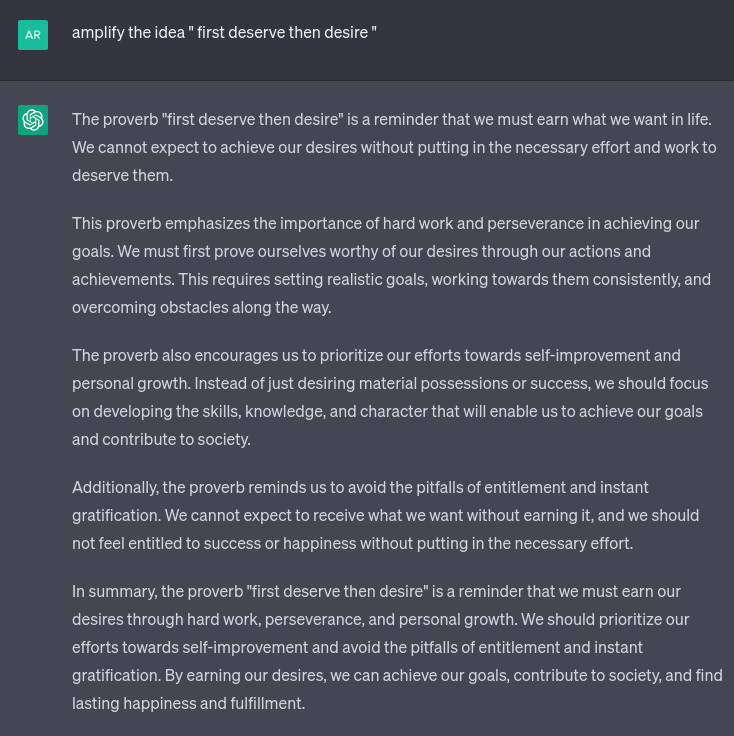 AR
amplify the idea " first deserve then desire "
The proverb "first deserve then desire" is a reminder that we must earn what we want in life.
We cannot expect to achieve our desires without putting in the necessary effort and work to
deserve them.
This proverb emphasizes the importance of hard work and perseverance in achieving our
goals. We must first prove ourselves worthy of our desires through our actions and
achievements. This requires setting realistic goals, working towards them consistently, and
overcoming obstacles along the way.
The proverb also encourages us to prioritize our efforts towards self-improvement and
personal growth. Instead of just desiring material possessions or success, we should focus
on developing the skills, knowledge, and character that will enable us to achieve our goals
and contribute to society.
Additionally, the proverb reminds us to avoid the pitfalls of entitlement and instant
gratification. We cannot expect to receive what we want without earning it, and we should
not feel entitled to success or happiness without putting in the necessary effort.
In summary, the proverb "first deserve then desire" is a reminder that we must earn our
desires through hard work, perseverance, and personal growth. We should prioritize our
efforts towards self-improvement and avoid the pitfalls of entitlement and instant
gratification. By earning our desires, we can achieve our goals, contribute to society, and find
lasting happiness and fulfillment.